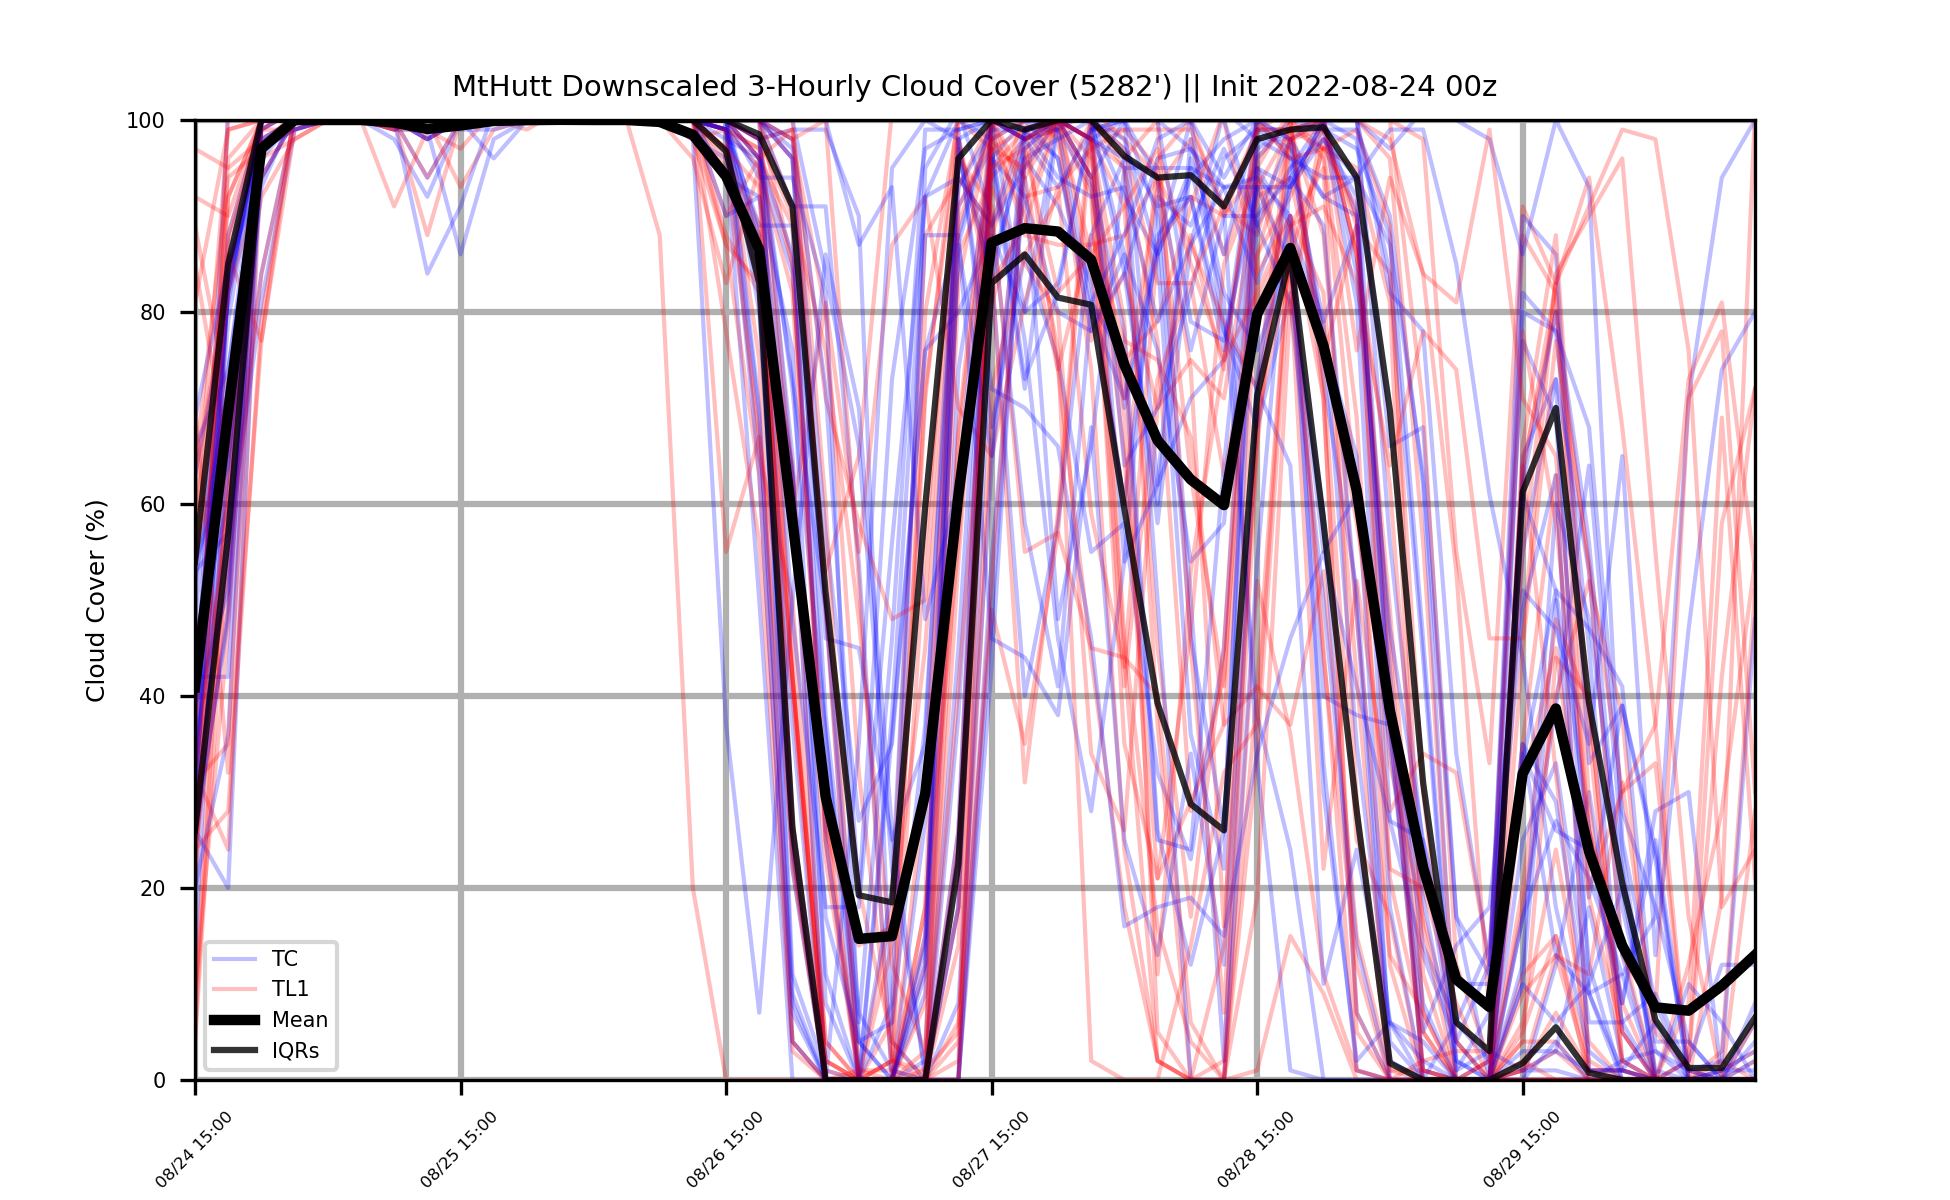 MtHutt Downscaled 3-Hourly Cloud Cover (5282') || Init 2022-08-24 00z
Cloud Cover (%)
100
80
60
40
20
0
TC
TL1
Mean
IQRs
08/24 15:00
08/25 15:00
08/26 15:00
08/27 15:00
08/28 15:00
08/29 15:00